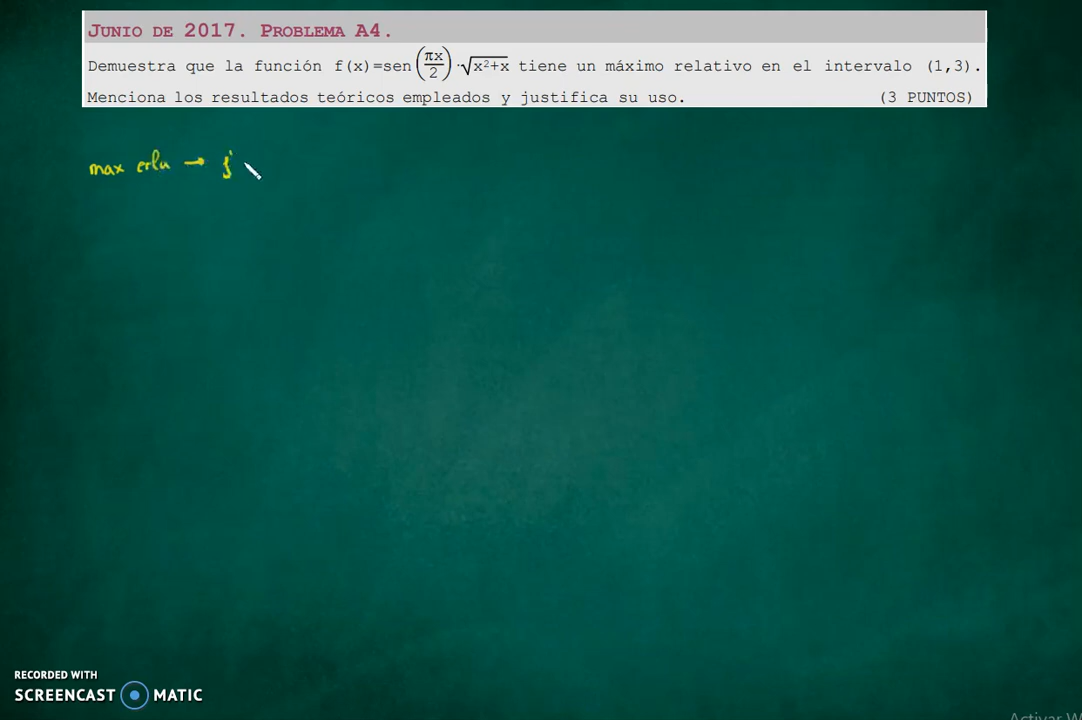 JUNIO DE 2017. PROBLEMA A4.
Demuestra que la función f(x)=sen(πx/2)·√x²+x tiene un máximo relativo en el intervalo (1,3).
Menciona los resultados teóricos empleados y justifica su uso. (3 PUNTOS)
max →
RECORDED WITH
SCREENCAST MATIC
Activar W